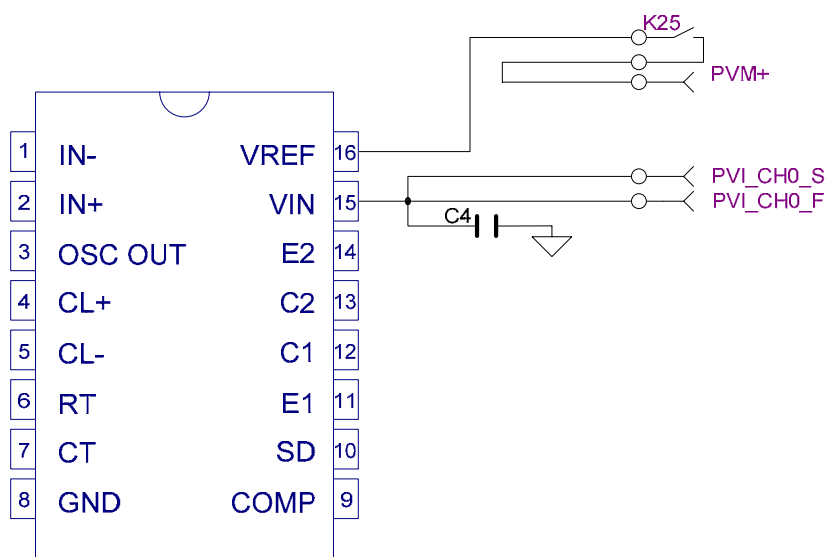 K25
PVM+
1 IN- VREF 16
PVI_CH0_S
2 IN+ VIN 15
PVI_CH0_F
C4
3 OSC OUT E2 14
4 CL+ C2 13
5 CL- C1 12
6 RT E1 11
7 CT SD 10
8 GND COMP 9